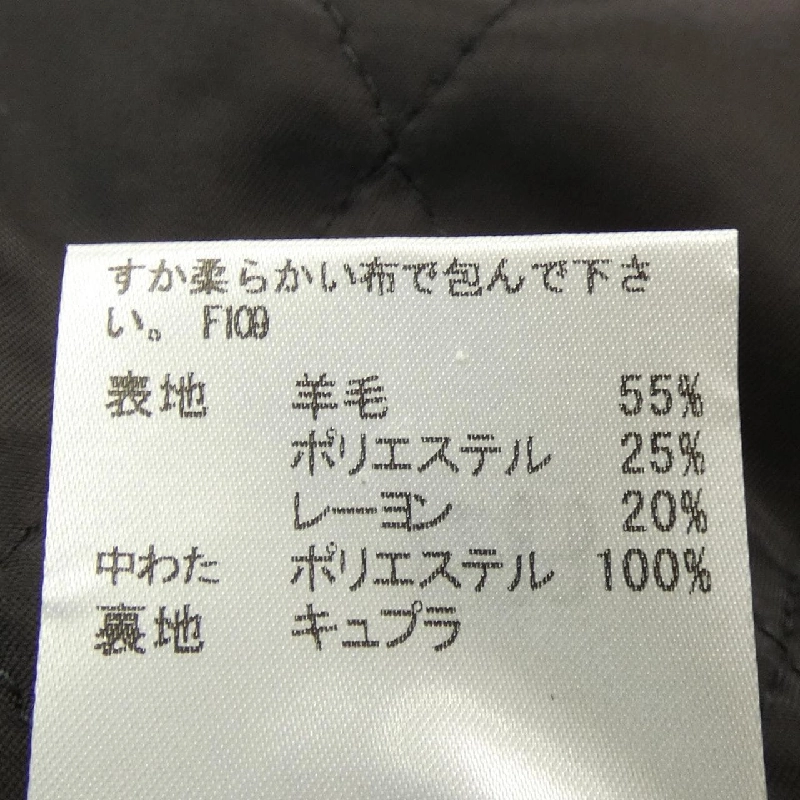 すか柔らかい布で包んで下さ
い。 F109
表地 羊毛 55%
ポリエステル 25%
レーヨン 20%
中わた ポリエステル 100%
裏地 キュプラ